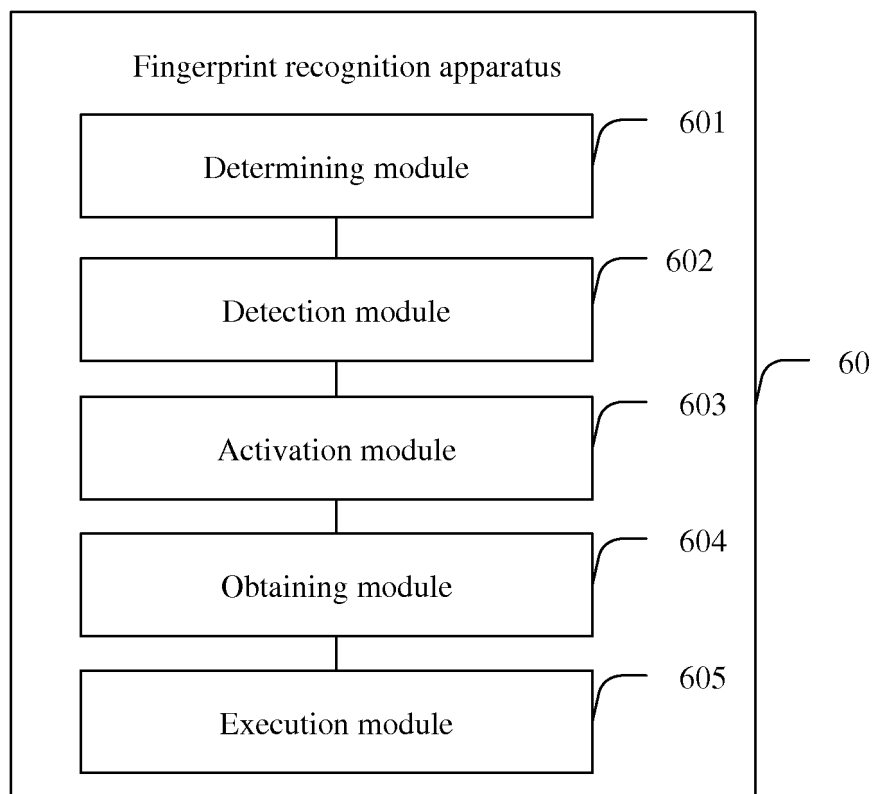 Fingerprint recognition apparatus
601
Determining module
602
Detection module
60
603
Activation module
604
Obtaining module
605
Execution module